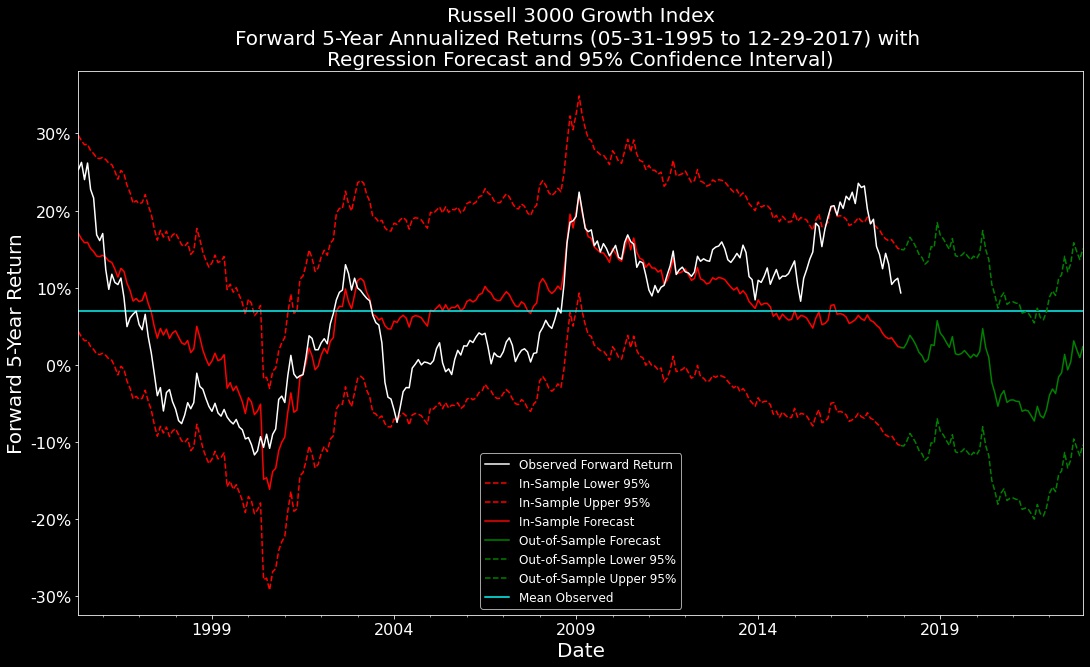 Russell 3000 Growth Index
Forward 5-Year Annualized Returns (05-31-1995 to 12-29-2017) with
Regression Forecast and 95% Confidence Interval)
Forward 5-Year Return
30%
20%
10%
0%
-10%
-20%
-30%
Observed Forward Return
In-Sample Lower 95%
In-Sample Upper 95%
In-Sample Forecast
Out-of-Sample Forecast
Out-of-Sample Lower 95%
Out-of-Sample Upper 95%
Mean Observed
1999 2004 2009 2014 2019
Date